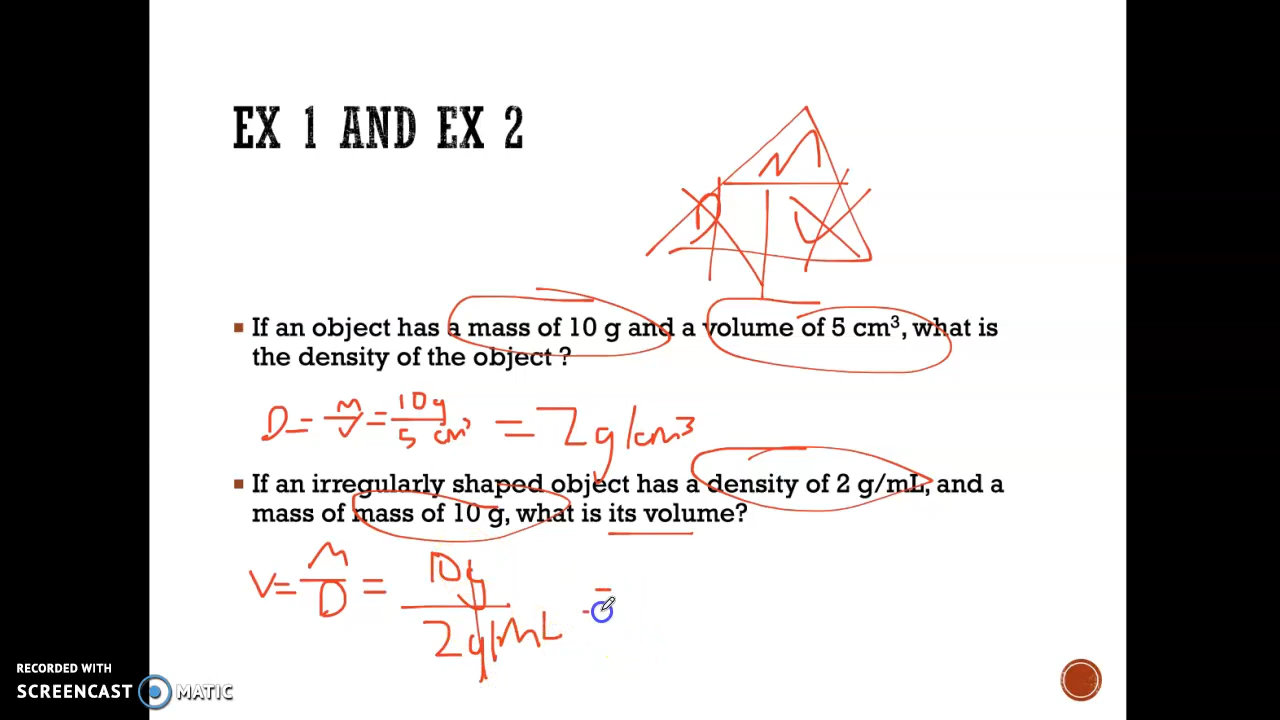 EX 1 AND EX 2
M
D V
If an object has a mass of 10 g and a volume of 5 cm³, what is
the density of the object ?
D = M/V = 10g/5 cm³ = 2g/cm³
If an irregularly shaped object has a density of 2 g/mL, and a
mass of mass of 10 g, what is its volume?
V = M/D = 10g/2g/mL =
RECORDED WITH
SCREENCAST MATIC